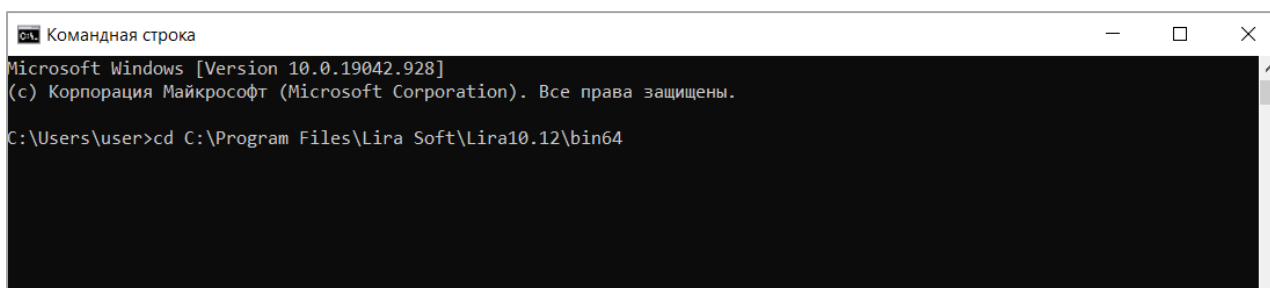 Командная строка
Microsoft Windows [Version 10.0.19042.928]
(c) Корпорация Майкрософт (Microsoft Corporation). Все права защищены.
C:\Users\user>cd C:\Program Files\Lira Soft\Lira10.12\bin64